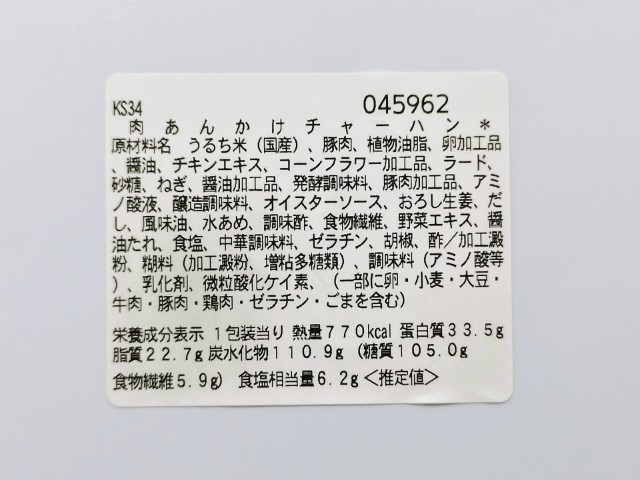 KS34 045962
肉あんかけチャーハン＊
原材料名 うるち米（国産）、豚肉、植物油脂、卵加工品
、醤油、チキンエキス、コーンフラワー加工品、ラード、
砂糖、ねぎ、醤油加工品、発酵調味料、豚肉加工品、アミ
ノ酸液、醸造調味料、オイスターソース、おろし生姜、だ
し、風味油、水あめ、調味酢、食物繊維、野菜エキス、醤
油たれ、食塩、中華調味料、ゼラチン、胡椒、酢／加工澱
粉、糊料（加工澱粉、増粘多糖類）、調味料（アミノ酸等
）、乳化剤、微粒酸化ケイ素、（一部に卵・小麦・大豆・
牛肉・豚肉・鶏肉・ゼラチン・ごまを含む）
栄養成分表示 １包装当り 熱量７７０kcal 蛋白質３３.５g
脂質２２.７g 炭水化物１１０.９g （糖質１０５.０g
食物繊維５.９g） 食塩相当量６.２g＜推定値＞